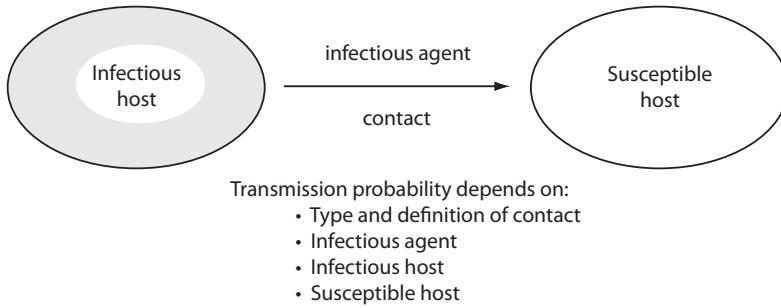 Infectious
host
infectious agent
contact
Susceptible
host
Transmission probability depends on:
• Type and definition of contact
• Infectious agent
• Infectious host
• Susceptible host